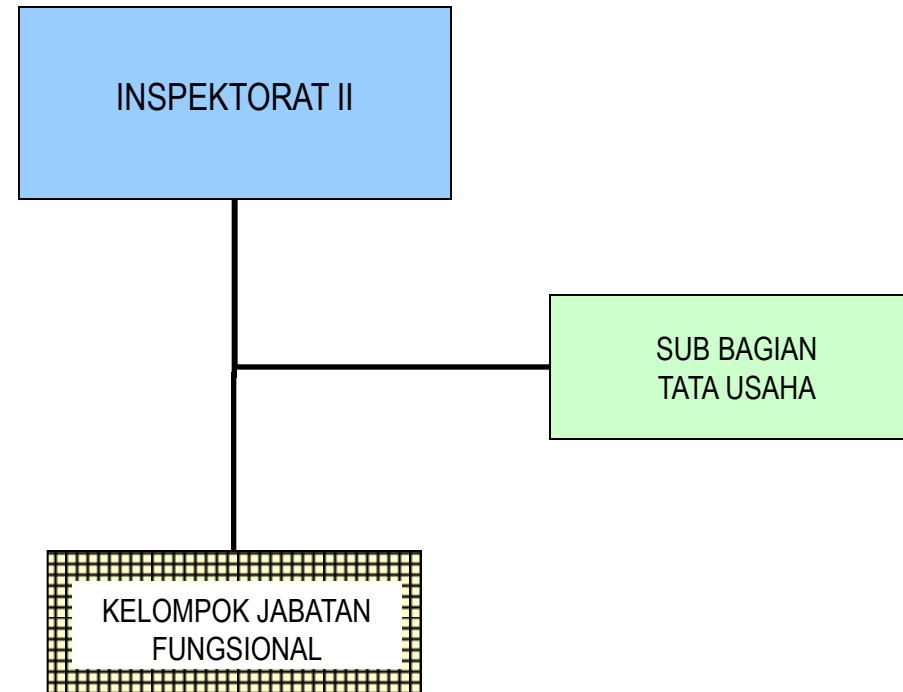 INSPEKTORAT II
SUB BAGIAN
TATA USAHA
KELOMPOK JABATAN
FUNGSIONAL